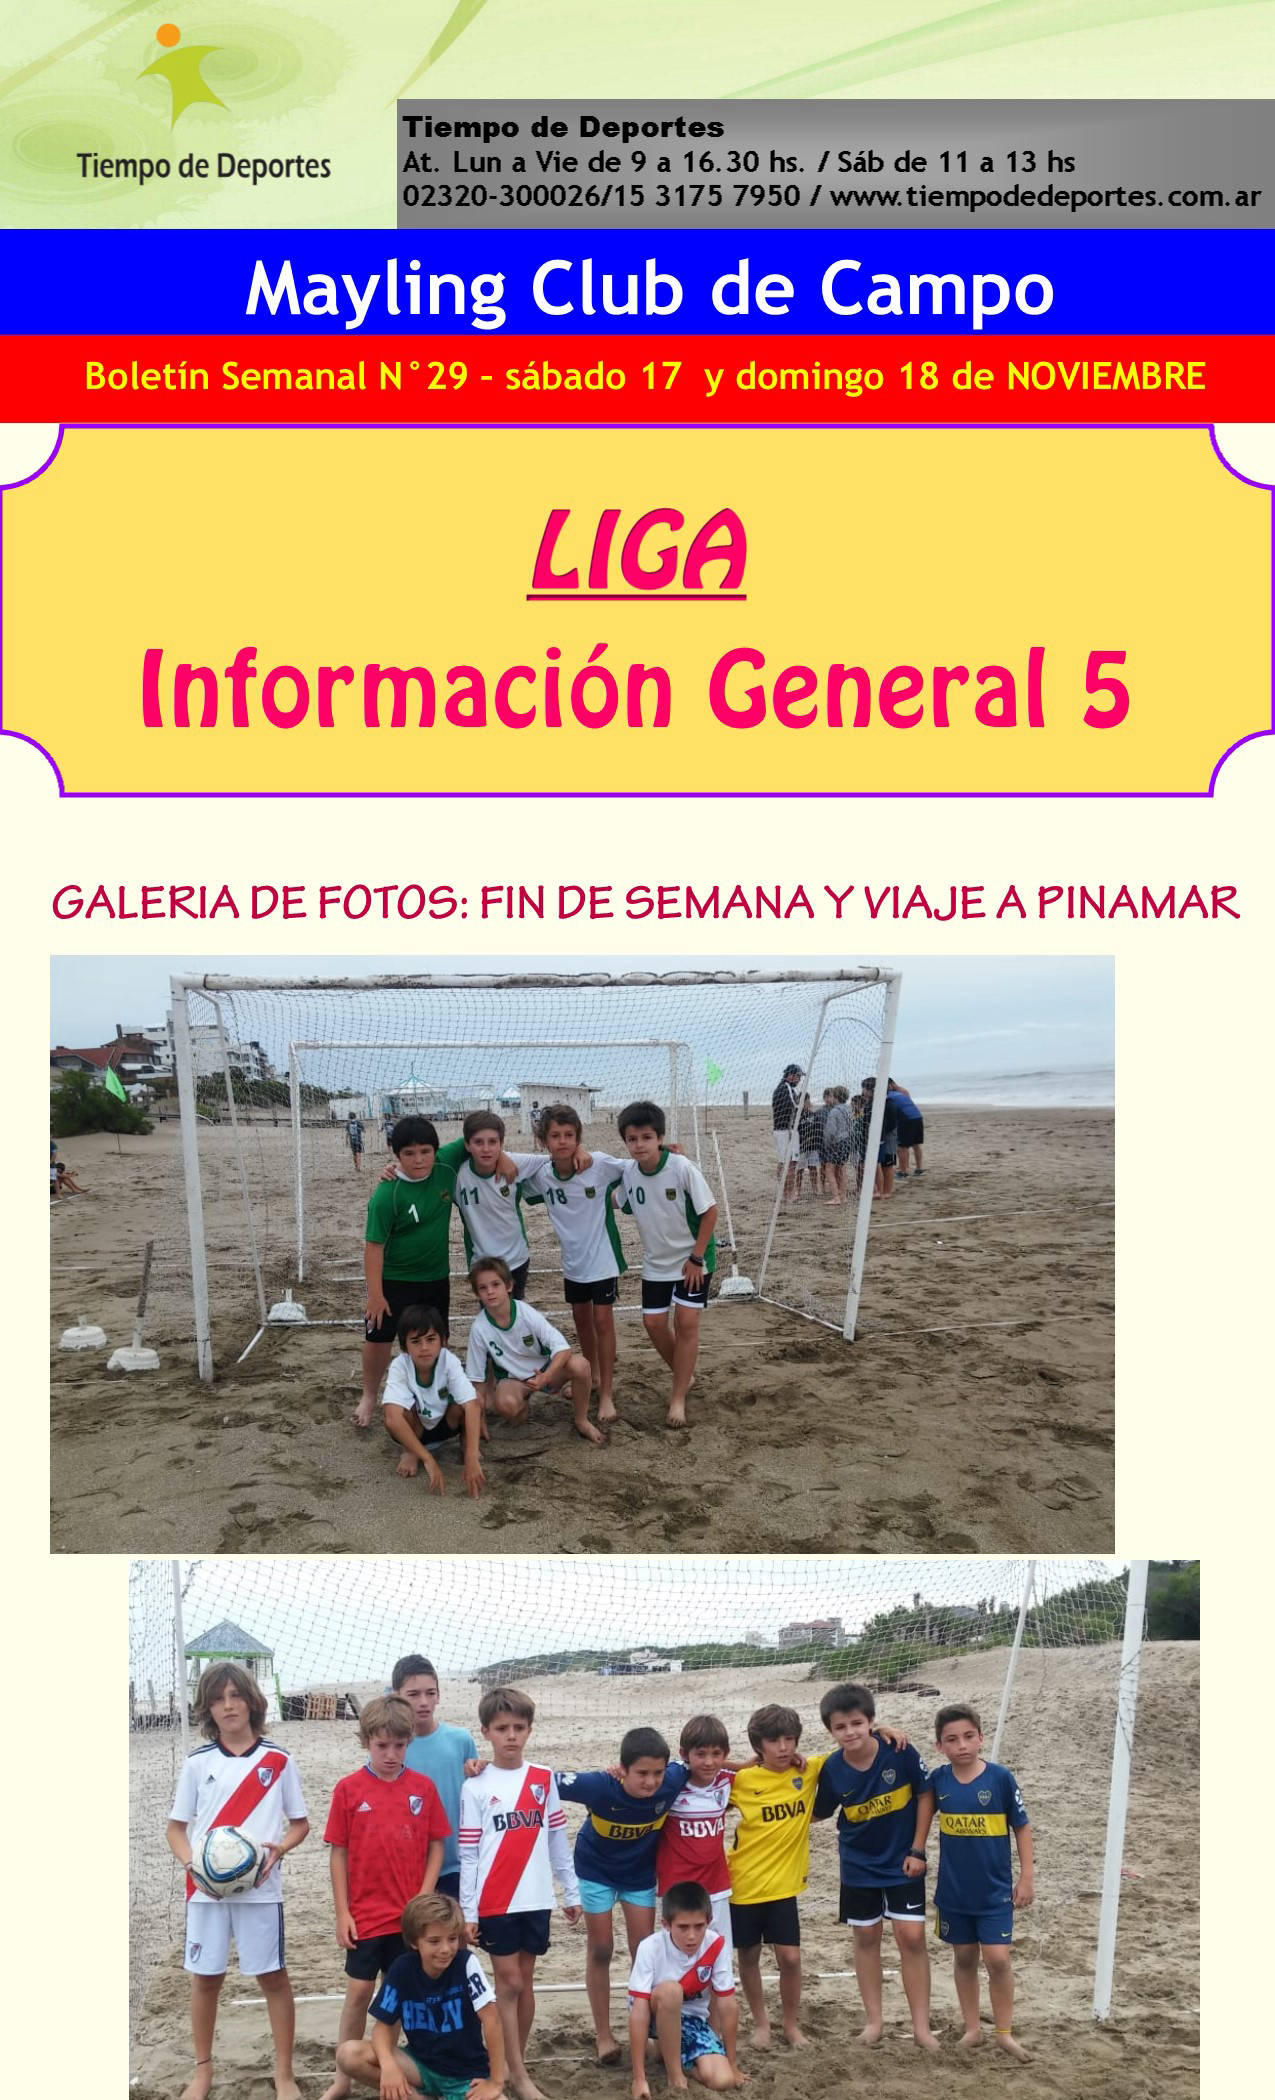 Tiempo de Deportes
Tiempo de Deportes
At. Lun a Vie de 9 a 16.30 hs. / Sáb de 11 a 13 hs
02320-300026/15 3175 7950 / www.tiempodedeportes.com.ar
Mayling Club de Campo
Boletín Semanal N°29 – sábado 17 y domingo 18 de NOVIEMBRE
LIGA
Información General 5
GALERIA DE FOTOS: FIN DE SEMANA Y VIAJE A PINAMAR
1
11
18
10
3
BBVA
BBVA
BBVA
BBVA
QATAR
AIRWAYS
QATAR
AIRWAYS